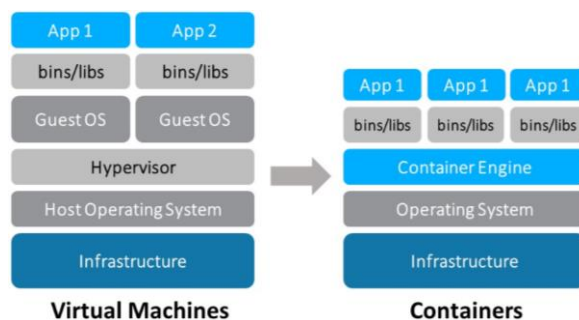 App 1 App 2
bins/libs bins/libs
Guest OS Guest OS
Hypervisor
Host Operating System
Infrastructure
Virtual Machines
App 1 App 1 App 1
bins/libs bins/libs bins/libs
Container Engine
Operating System
Infrastructure
Containers